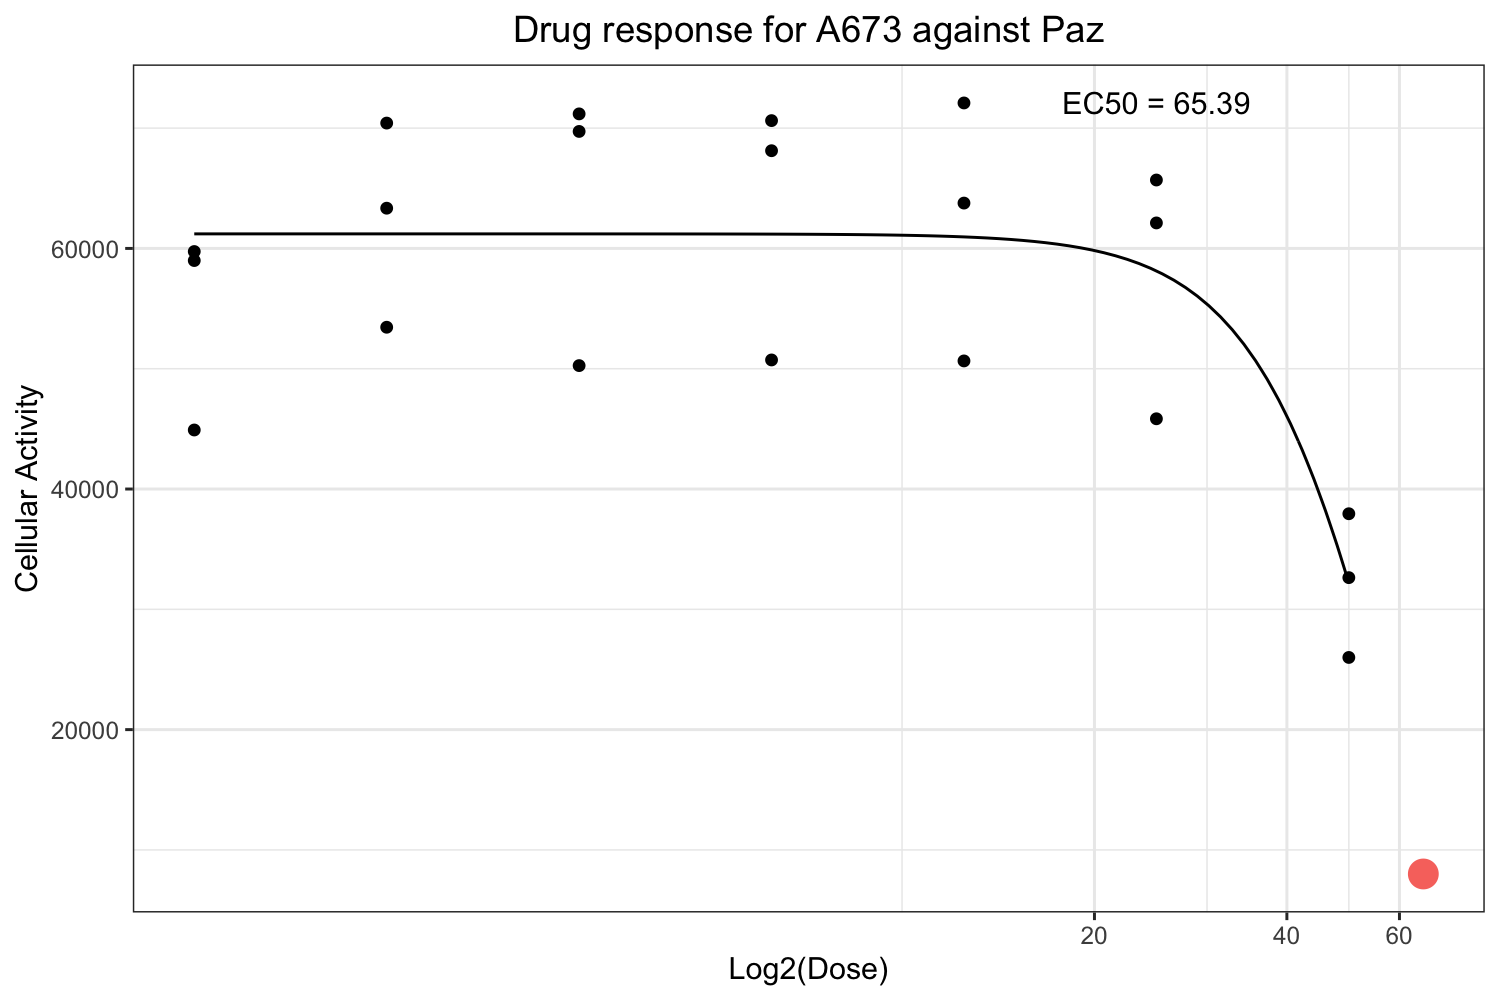 Drug response for A673 against Paz
EC50 = 65.39
60000
40000
20000
Cellular Activity
20 40 60
Log2(Dose)